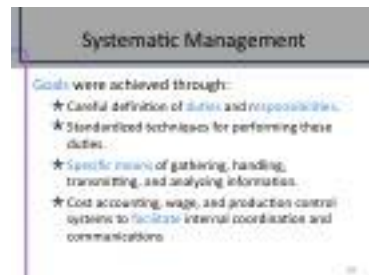 Systematic Management
Goals were achieved through:
★ Careful definition of duties and responsibilities.
★ Standardized techniques for performing these
duties.
★ Specific means of gathering, handling,
transmitting, and analyzing information.
★ Cost accounting, wage, and production control
systems to facilitate internal coordination and
communications